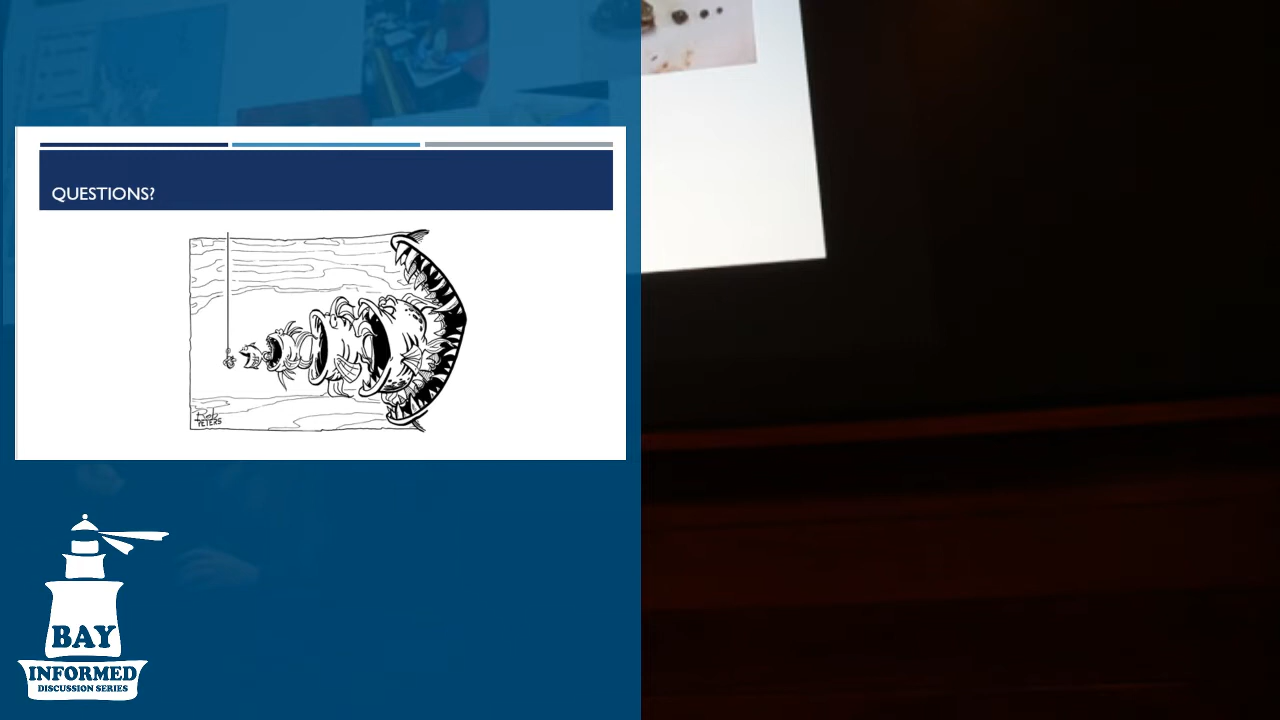 QUESTIONS?
Rob
PETERS
BAY
INFORMED
DISCUSSION SERIES